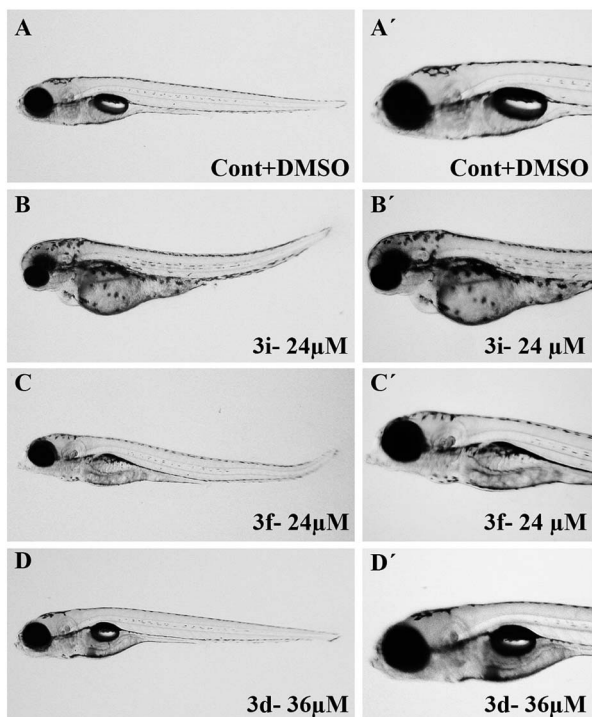 A
Cont+DMSO
A´
Cont+DMSO
B
3i- 24µM
B´
3i- 24 µM
C
3f- 24µM
C´
3f- 24 µM
D
3d- 36µM
D´
3d- 36µM